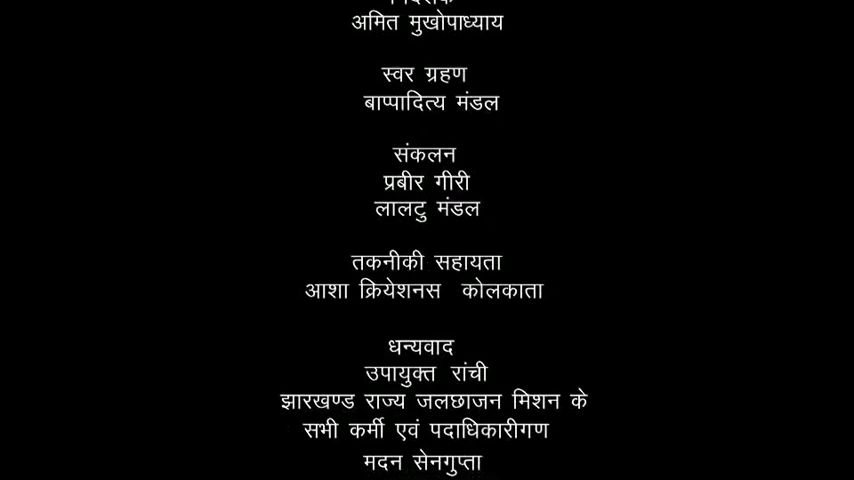 अमित मुखोपाध्याय
स्वर ग्रहण
बाप्पादित्य मंडल
संकलन
प्रबीर गीरी
लालटु मंडल
तकनीकी सहायता
आशा क्रियेशनस कोलकाता
धन्यवाद
उपायुक्त रांची
झारखण्ड राज्य जलछाजन मिशन के
सभी कर्मी एवं पदाधिकारीगण
मदन सेनगुप्ता